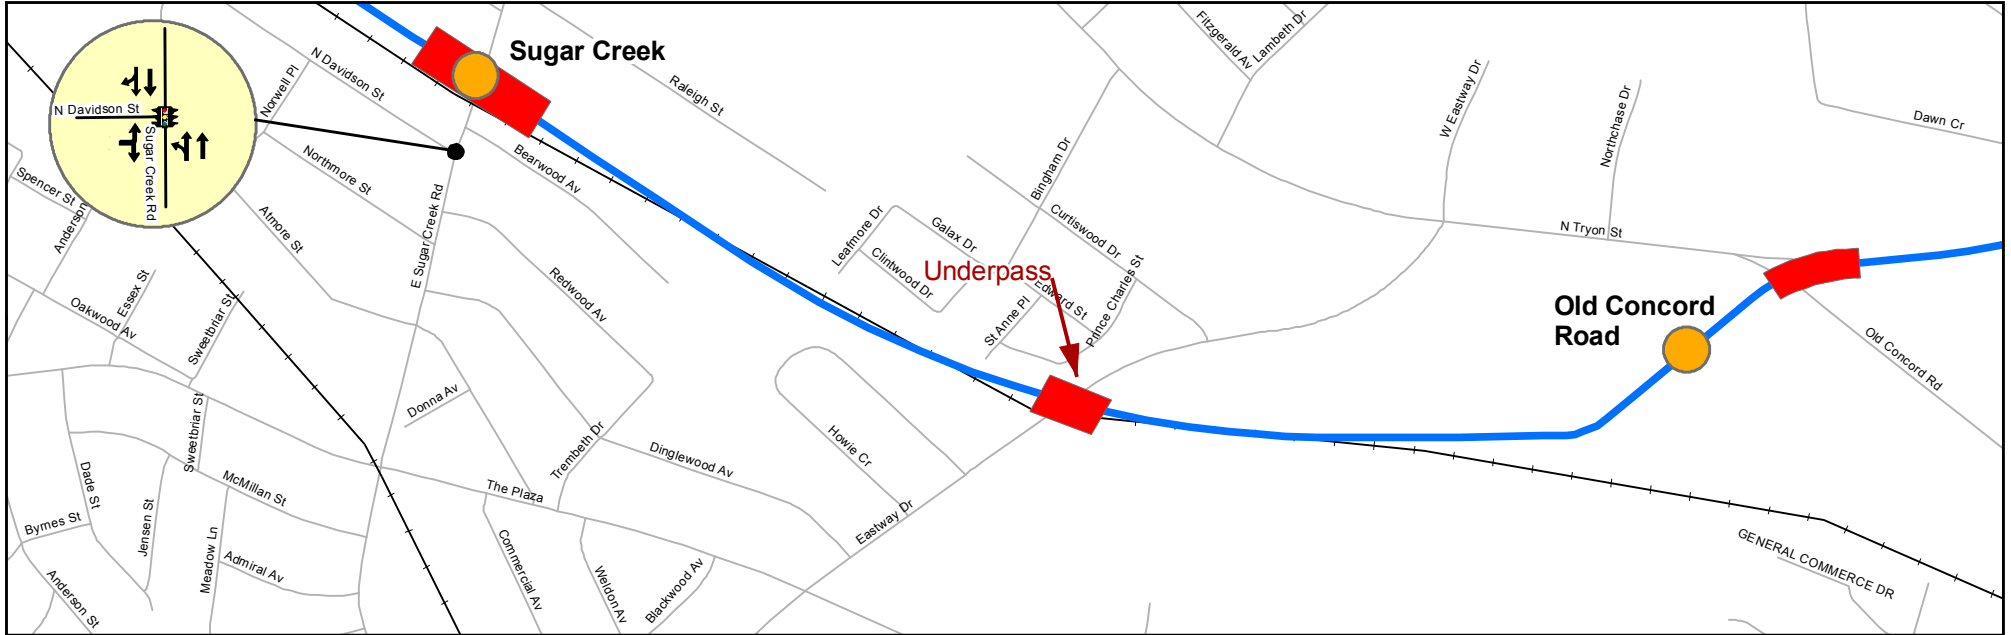 Sugar Creek
Fitzgerald Av
Lambeth Dr
N Davidson St
Norwell Pl
Raleigh St
W Eastway Dr
Northchase Dr
Dawn Cr
N Davidson St
Sugar Creek Rd
Spencer St
Anderson
Northmore St
Bearwood Av
Bingham Dr
Curtiswood Dr
N Tryon St
Atmore St
E Sugar Creek Rd
Leafmore Dr
Galax Dr
Clintwood Dr
Underpass
Edward St
Prince Charles St
St Anne Pl
Essex St
Oakwood Av
Sweetbriar St
Redwood Av
Old Concord
Road
Old Concord Rd
Donna Av
Sweetbriar St
Trembeth Dr
Dinglewood Av
Howie Cr
Eastway Dr
Dade St
McMillan St
The Plaza
Bymes St
Jensen St
Meadow Ln
Admiral Av
Anderson St
Commercial Av
Weldon Av
Blackwood Av
GENERAL COMMERCE DR